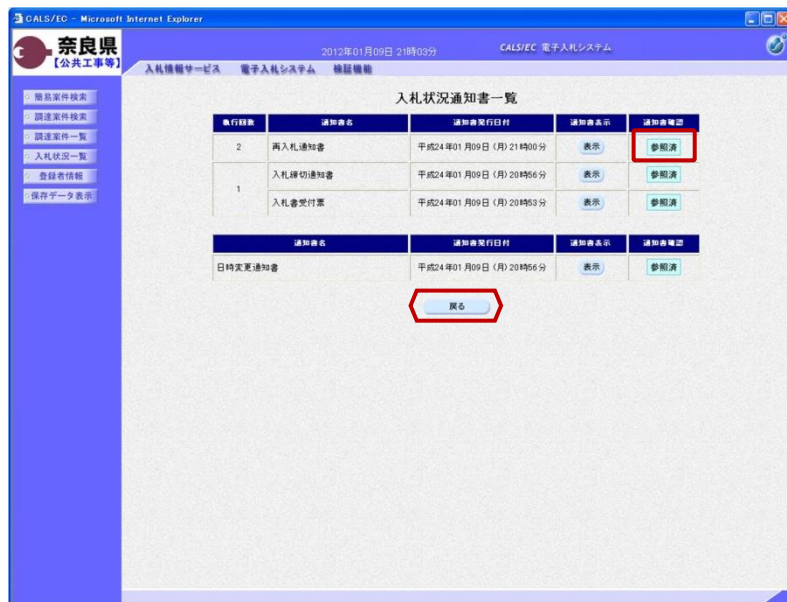 CALS/EC - Microsoft Internet Explorer
奈良県
【公共工事等】
2012年01月09日 21時03分
CALS/EC 電子入札システム
入札情報サービス 電子入札システム 検証機能
簡易案件検索
調達案件検索
調達案件一覧
入札状況一覧
登録者情報
保存データ表示
入札状況通知書一覧
執行回数 通知書名 通知書発行日付 通知書表示 通知書確認
2 再入札通知書 平成24年01月09日 (月) 21時00分 表示 参照済
1 入札締切通知書 平成24年01月09日 (月) 20時56分 表示 参照済
入札書受付票 平成24年01月09日 (月) 20時53分 表示 参照済
通知書名 通知書発行日付 通知書表示 通知書確認
日時変更通知書 平成24年01月09日 (月) 20時56分 表示 参照済
戻る